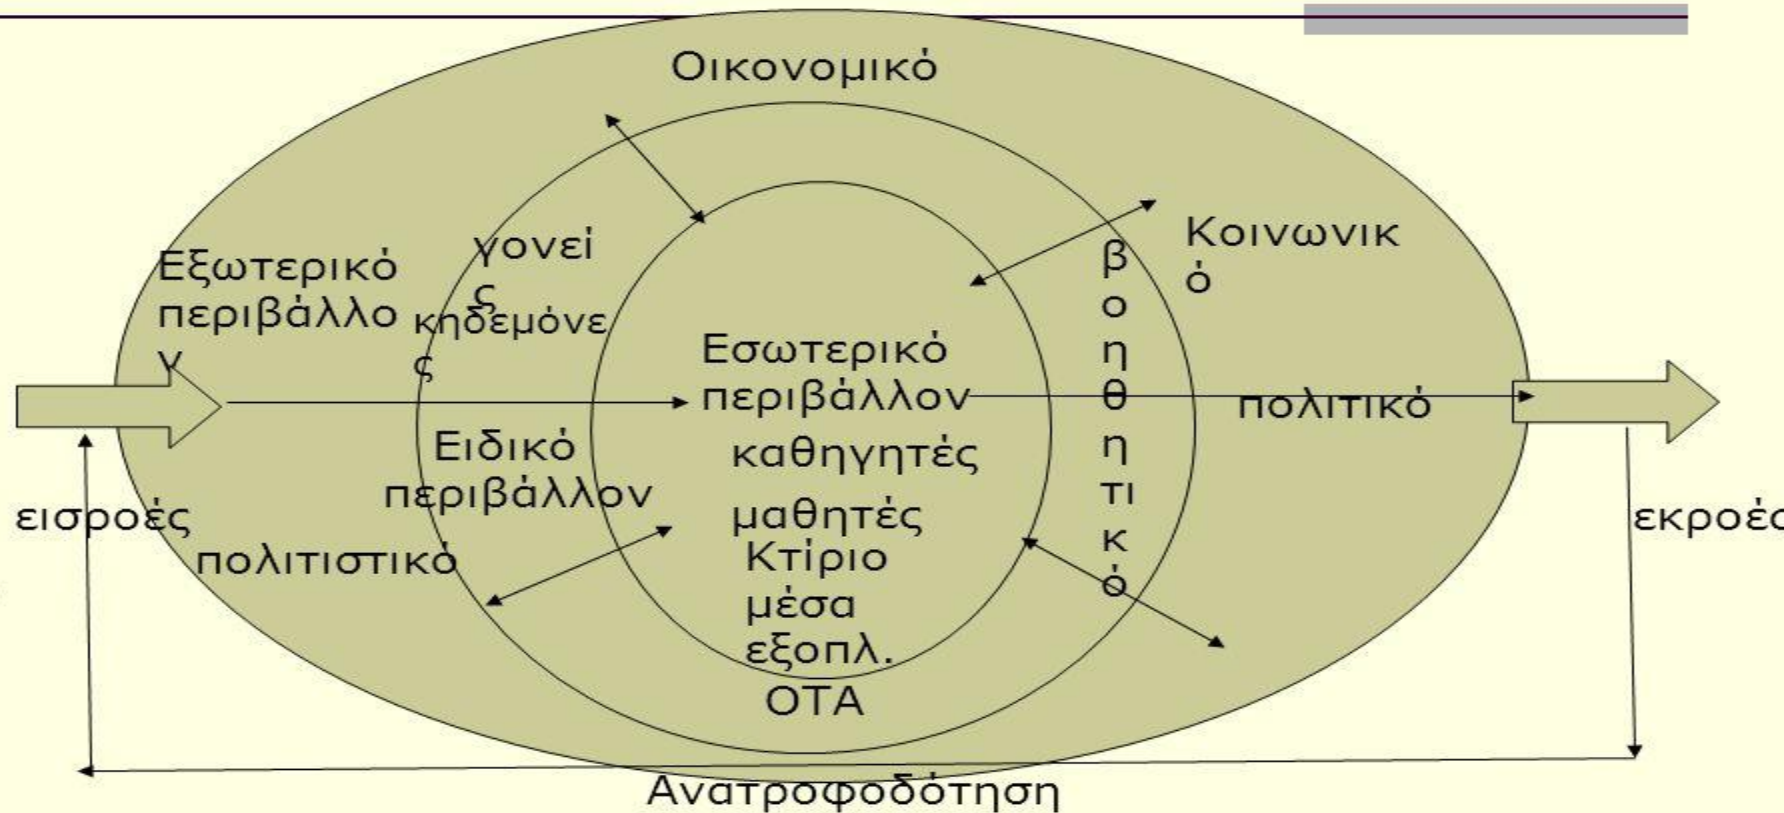 Οικονομικό
Εξωτερικό
περιβάλλο
ν
γονεί
ς
κηδεμόνε
ς
Κοινωνικ
ό
β
ο
η
θ
η
τι
κ
ό
Εσωτερικό
περιβάλλον
καθηγητές
μαθητές
Κτίριο
μέσα
εξοπλ.
πολιτικό
Ειδικό
περιβάλλον
εισροές
πολιτιστικό
εκροές
ΟΤΑ
Ανατροφοδότηση